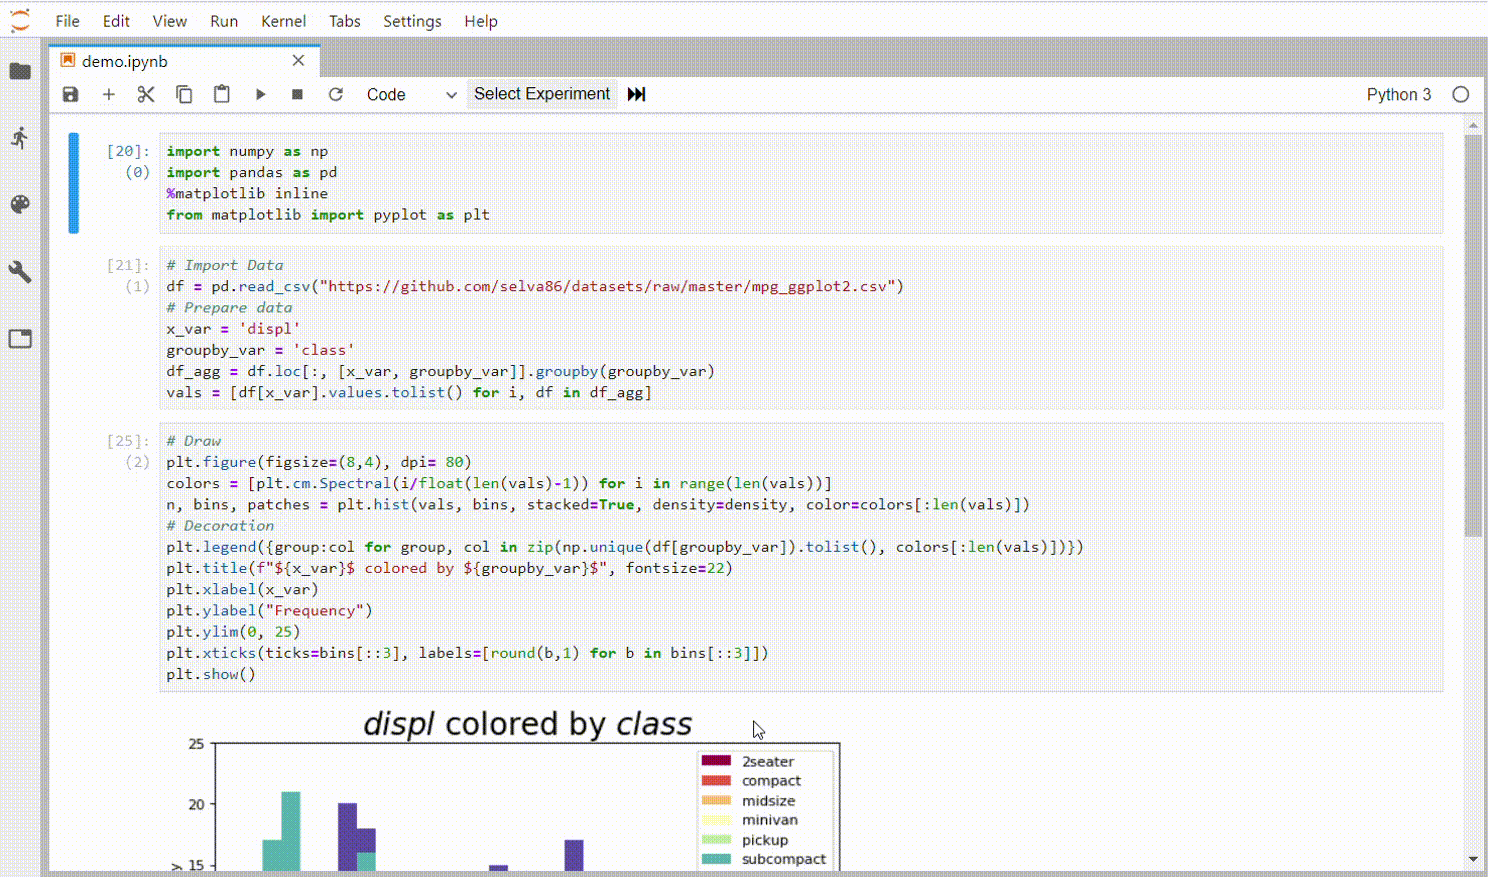 File Edit View Run Kernel Tabs Settings Help
demo.ipynb
Code Select Experiment Python 3
[20]: import numpy as np
(0) import pandas as pd
%matplotlib inline
from matplotlib import pyplot as plt
[21]: # Import Data
(1) df = pd.read_csv("https://github.com/selva86/datasets/raw/master/mpg_ggplot2.csv")
# Prepare data
x_var = 'displ'
groupby_var = 'class'
df_agg = df.loc[:, [x_var, groupby_var]].groupby(groupby_var)
vals = [df[x_var].values.tolist() for i, df in df_agg]
[25]: # Draw
(2) plt.figure(figsize=(8,4), dpi= 80)
colors = [plt.cm.Spectral(i/float(len(vals)-1)) for i in range(len(vals))]
n, bins, patches = plt.hist(vals, bins, stacked=True, density=density, color=colors[:len(vals)])
# Decoration
plt.legend({group:col for group, col in zip(np.unique(df[groupby_var]).tolist(), colors[:len(vals)])})
plt.title(f"${x_var}$ colored by ${groupby_var}$", fontsize=22)
plt.xlabel(x_var)
plt.ylabel("Frequency")
plt.ylim(0, 25)
plt.xticks(ticks=bins[::3], labels=[round(b,1) for b in bins[::3]])
plt.show()
displ colored by class
25
2seater
compact
midsize
20
minivan
pickup
subcompact
y 15